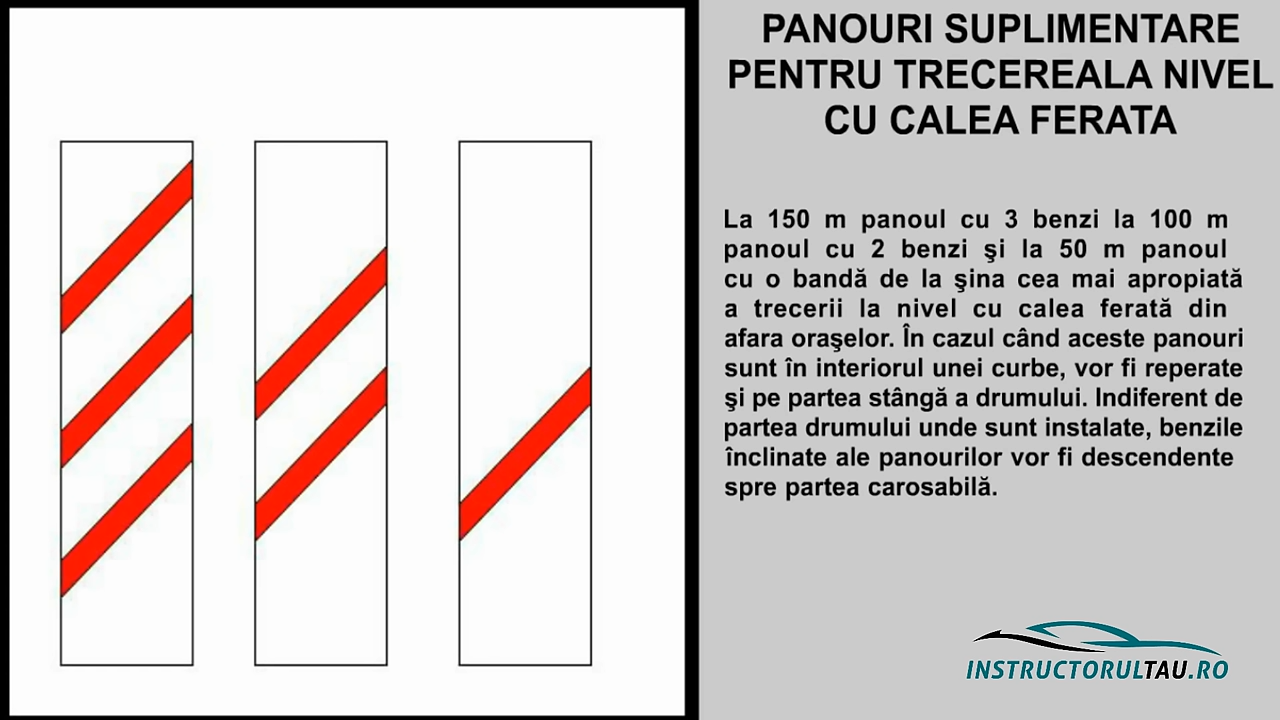 PANOURI SUPLIMENTARE
PENTRU TRECEREALA NIVEL
CU CALEA FERATA
La 150 m panoul cu 3 benzi la 100 m
panoul cu 2 benzi şi la 50 m panoul
cu o bandă de la şina cea mai apropiată
a trecerii la nivel cu calea ferată din
afara oraşelor. În cazul când aceste panouri
sunt în interiorul unei curbe, vor fi reperate
şi pe partea stângă a drumului. Indiferent de
partea drumului unde sunt instalate, benzile
înclinate ale panourilor vor fi descendente
spre partea carosabilă.
INSTRUCTORULTAU.RO